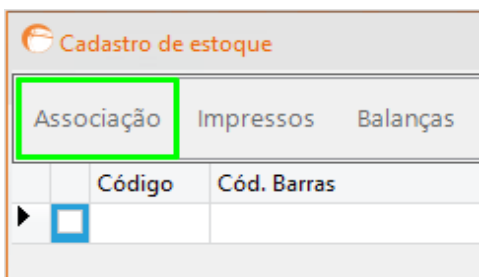 Cadastro de estoque
Associação Impressos Balanças
Código Cód. Barras